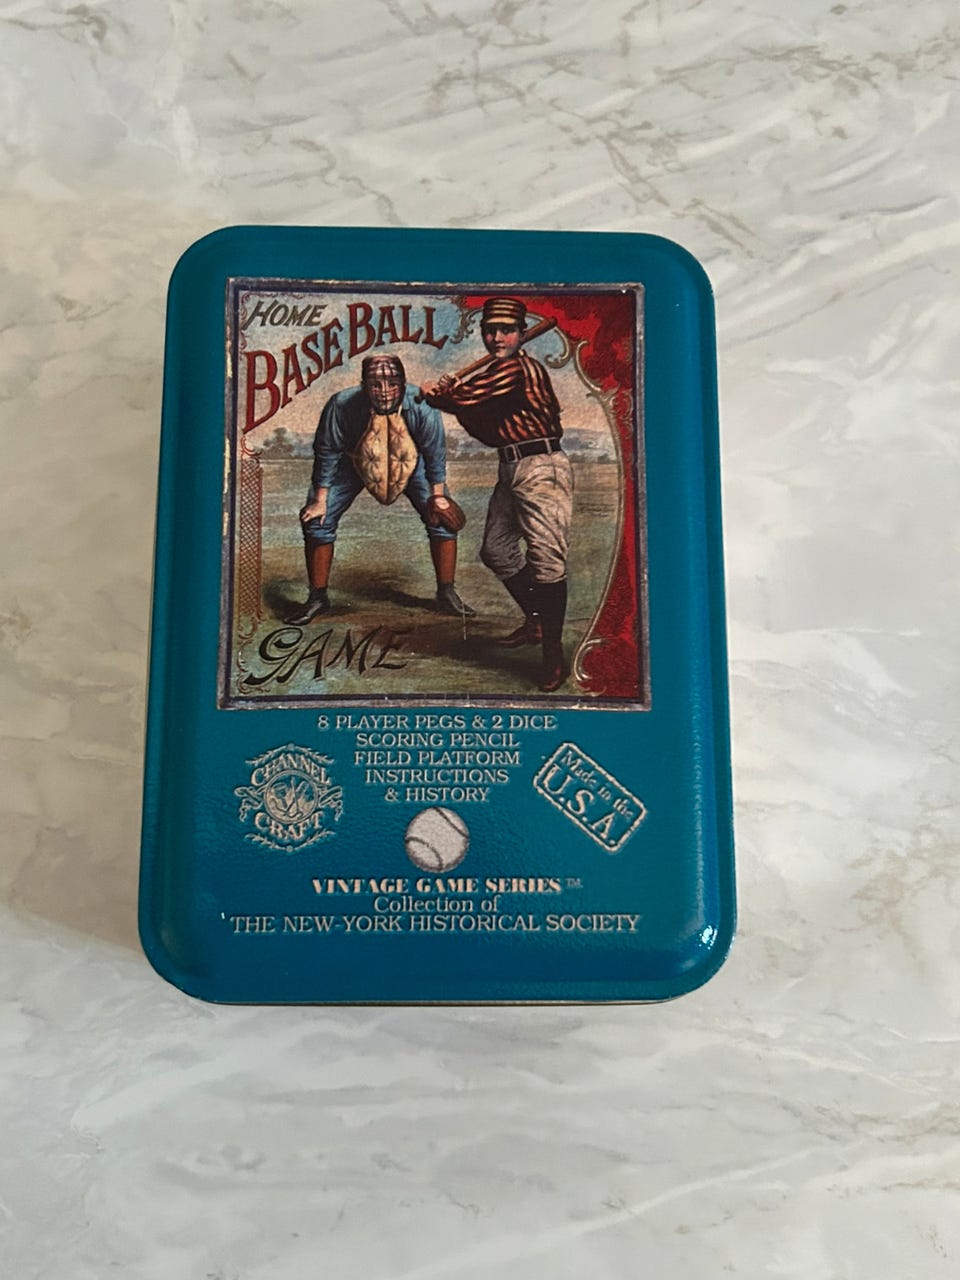 HOME
BASE BALL
GAME
8 PLAYER PEGS & 2 DICE
SCORING PENCIL
FIELD PLATFORM
INSTRUCTIONS
& HISTORY
CHANNEL
CRAFT
Made in the
U.S.A.
VINTAGE GAME SERIES™
Collection of
THE NEW-YORK HISTORICAL SOCIETY